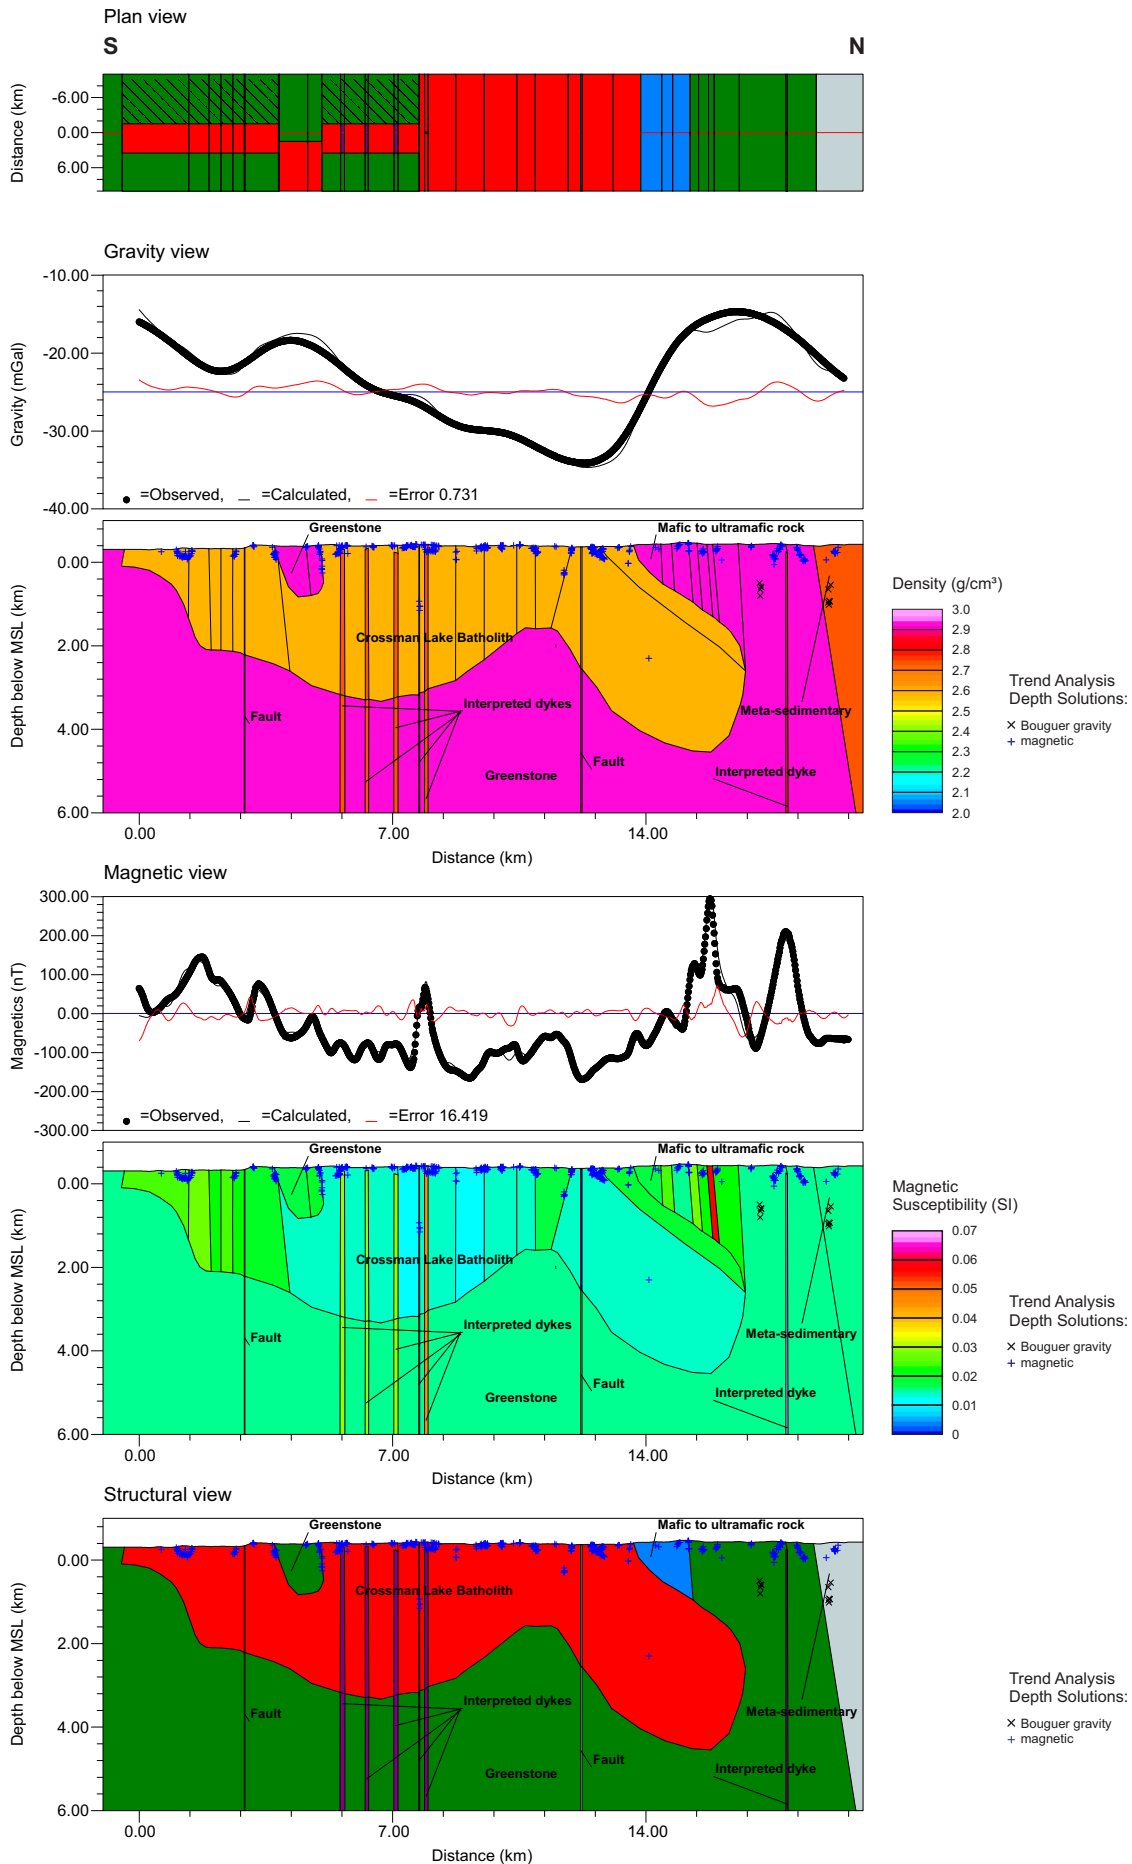 Plan view
S N
-6.00
0.00
6.00
Distance (km)
Gravity view
-10.00
-20.00
-30.00
-40.00
Gravity (mGal)
=Observed, =Calculated, =Error 0.731
Greenstone
Mafic to ultramafic rock
0.00
2.00
4.00
6.00
Depth below MSL (km)
Crossman Lake Batholith
Interpreted dykes
Fault
Greenstone
Fault
Meta-sedimentary
Interpreted dyke
0.00 7.00 14.00
Distance (km)
Density (g/cm³)
3.0
2.9
2.8
2.7
2.6
2.5
2.4
2.3
2.2
2.1
2.0
Trend Analysis
Depth Solutions:
Bouguer gravity
magnetic
Magnetic view
300.00
200.00
100.00
0.00
-100.00
-200.00
-300.00
Magnetics (nT)
=Observed, =Calculated, =Error 16.419
Greenstone
Mafic to ultramafic rock
0.00
2.00
4.00
6.00
Depth below MSL (km)
Crossman Lake Batholith
Interpreted dykes
Fault
Greenstone
Fault
Meta-sedimentary
Interpreted dyke
0.00 7.00 14.00
Distance (km)
Magnetic
Susceptibility (SI)
0.07
0.06
0.05
0.04
0.03
0.02
0.01
0
Trend Analysis
Depth Solutions:
Bouguer gravity
magnetic
Structural view
Greenstone
Mafic to ultramafic rock
0.00
2.00
4.00
6.00
Depth below MSL (km)
Crossman Lake Batholith
Interpreted dykes
Fault
Greenstone
Fault
Meta-sedimentary
Interpreted dyke
0.00 7.00 14.00
Distance (km)
Trend Analysis
Depth Solutions:
Bouguer gravity
magnetic